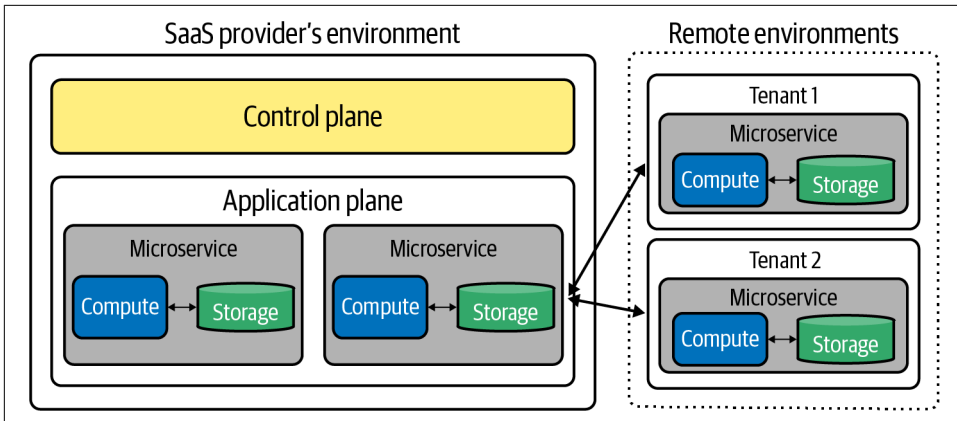 SaaS provider's environment
Remote environments
Control plane
Application plane
Microservice
Compute
Storage
Microservice
Compute
Storage
Tenant 1
Microservice
Compute
Storage
Tenant 2
Microservice
Compute
Storage